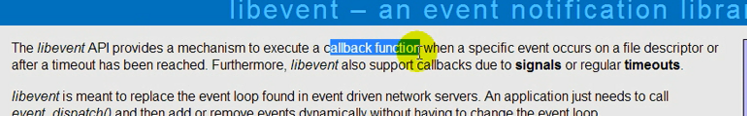 libevent – an event notification librar
The libevent API provides a mechanism to execute a callback function when a specific event occurs on a file descriptor or
after a timeout has been reached. Furthermore, libevent also support callbacks due to signals or regular timeouts.
libevent is meant to replace the event loop found in event driven network servers. An application just needs to call
event_dispatch() and then add or remove events dynamically without having to change the event loop.